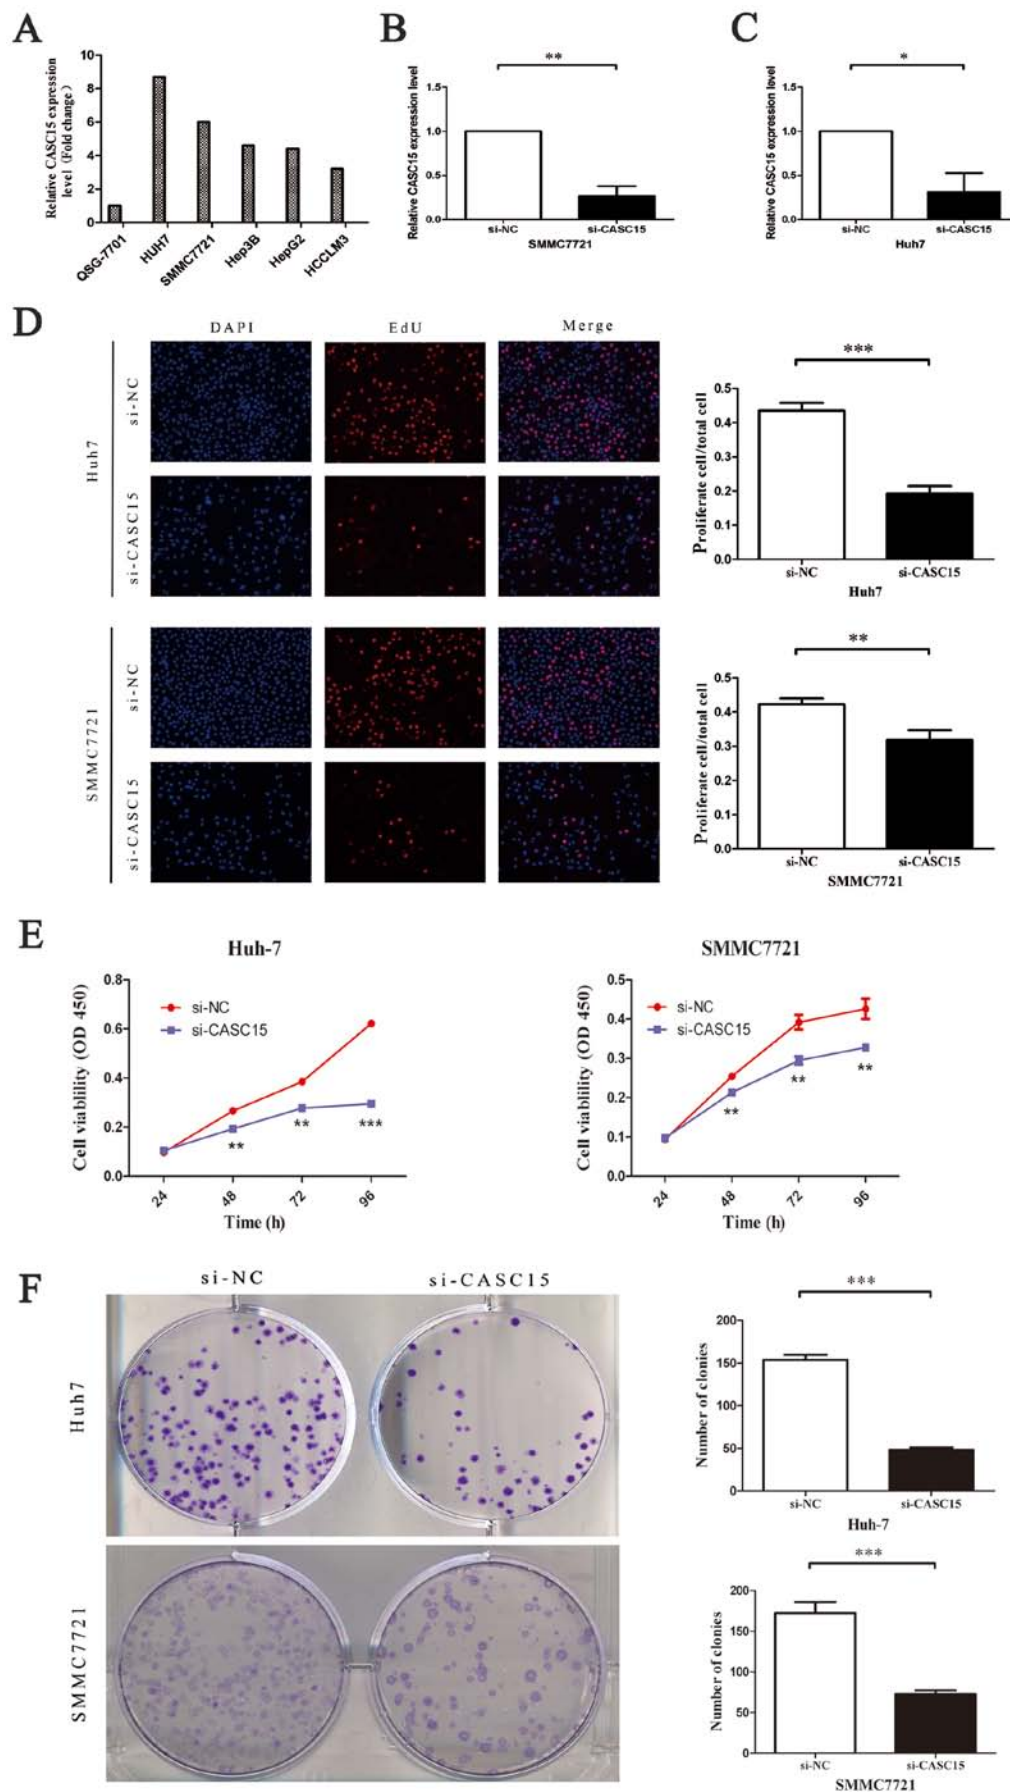 A
Relative CASC15 expression
level (Fold change)
10
8
6
4
2
0
QSG-7701
HUH7
SMMC7721
Hep3B
HepG2
HCCLM3
B
**
Relative CASC15 expression level
1.5
1.0
0.5
0.0
si-NC
si-CASC15
SMMC7721
C
*
Relative CASC15 expression level
1.5
1.0
0.5
0.0
si-NC
si-CASC15
Huh7
D
DAPI
EdU
Merge
Huh7
si-NC
si-CASC15
SMMC7721
si-NC
si-CASC15
***
Proliferate cell/total cell
0.5
0.4
0.3
0.2
0.1
0.0
si-NC
si-CASC15
Huh7
**
Proliferate cell/total cell
0.5
0.4
0.3
0.2
0.1
0.0
si-NC
si-CASC15
SMMC7721
E
Huh-7
Cell viablility (OD 450)
0.8
0.6
0.4
0.2
0.0
si-NC
si-CASC15
**
**
***
24
48
72
96
Time (h)
SMMC7721
Cell viablility (OD 450)
0.5
0.4
0.3
0.2
0.1
0.0
si-NC
si-CASC15
**
**
**
24
48
72
96
Time (h)
F
si-NC
si-CASC15
Huh7
SMMC7721
***
Number of clonies
200
150
100
50
0
si-NC
si-CASC15
Huh-7
***
Number of clonies
200
150
100
50
0
si-NC
si-CASC15
SMMC7721